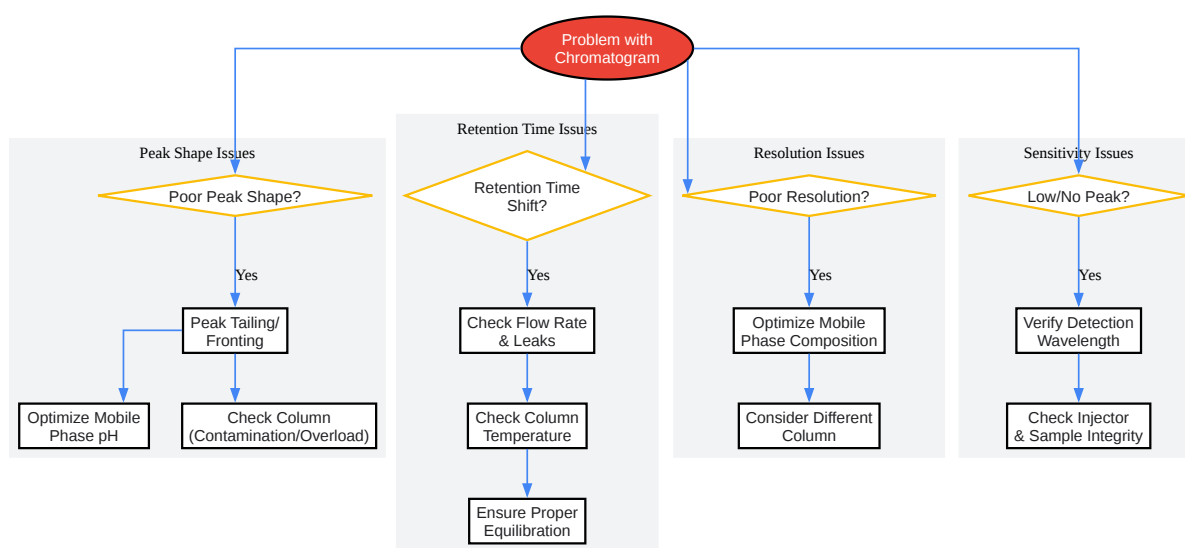 Problem with
Chromatogram
Peak Shape Issues
Poor Peak Shape?
Yes
Peak Tailing/
Fronting
Optimize Mobile
Phase pH
Check Column
(Contamination/Overload)
Retention Time Issues
Retention Time
Shift?
Yes
Check Flow Rate
& Leaks
Check Column
Temperature
Ensure Proper
Equilibration
Resolution Issues
Poor Resolution?
Yes
Optimize Mobile
Phase Composition
Consider Different
Column
Sensitivity Issues
Low/No Peak?
Yes
Verify Detection
Wavelength
Check Injector
& Sample Integrity